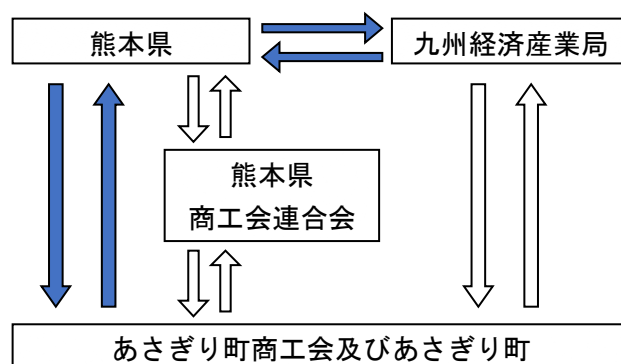 熊本県
九州経済産業局
熊本県
商工会連合会
あさぎり町商工会及びあさぎり町